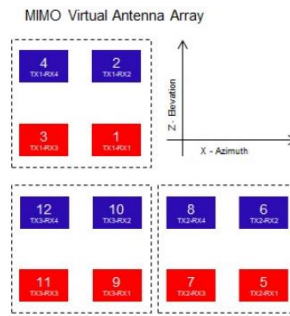 MIMO Virtual Antenna Array
4
TX1-RX4
2
TX1-RX2
3
TX1-RX3
1
TX1-RX1
Z - Elevation
X - Azimuth
12
TX3-RX4
10
TX3-RX2
11
TX3-RX3
9
TX3-RX1
8
TX2-RX4
6
TX2-RX2
7
TX2-RX3
5
TX2-RX1